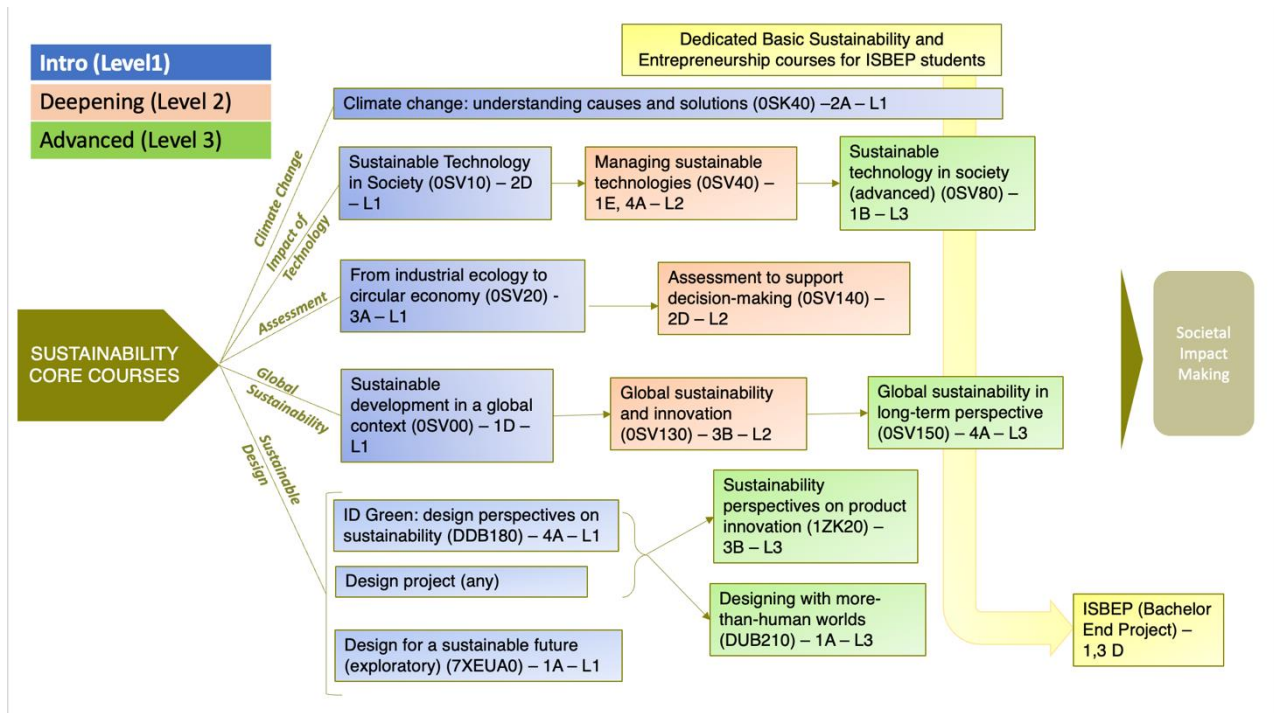 Intro (Level1)
Deepening (Level 2)
Advanced (Level 3)
Dedicated Basic Sustainability and
Entrepreneurship courses for ISBEP students
Climate change: understanding causes and solutions (0SK40) –2A – L1
Climate Change
Impact of
Technology
Sustainable Technology
in Society (0SV10) – 2D
– L1
Managing sustainable
technologies (0SV40) –
1E, 4A – L2
Sustainable
technology in society
(advanced) (0SV80) –
1B – L3
Assessment
From industrial ecology to
circular economy (0SV20) -
3A – L1
Assessment to support
decision-making (0SV140) –
2D – L2
SUSTAINABILITY
CORE COURSES
Societal
Impact
Making
Global
Sustainability
Sustainable
development in a global
context (0SV00) – 1D –
L1
Global sustainability
and innovation
(0SV130) – 3B – L2
Global sustainability in
long-term perspective
(0SV150) – 4A – L3
Sustainable
Design
ID Green: design perspectives on
sustainability (DDB180) – 4A – L1
Design project (any)
Design for a sustainable future
(exploratory) (7XEUA0) – 1A – L1
Sustainability
perspectives on product
innovation (1ZK20) –
3B – L3
Designing with more-
than-human worlds
(DUB210) – 1A – L3
ISBEP (Bachelor
End Project) –
1,3 D